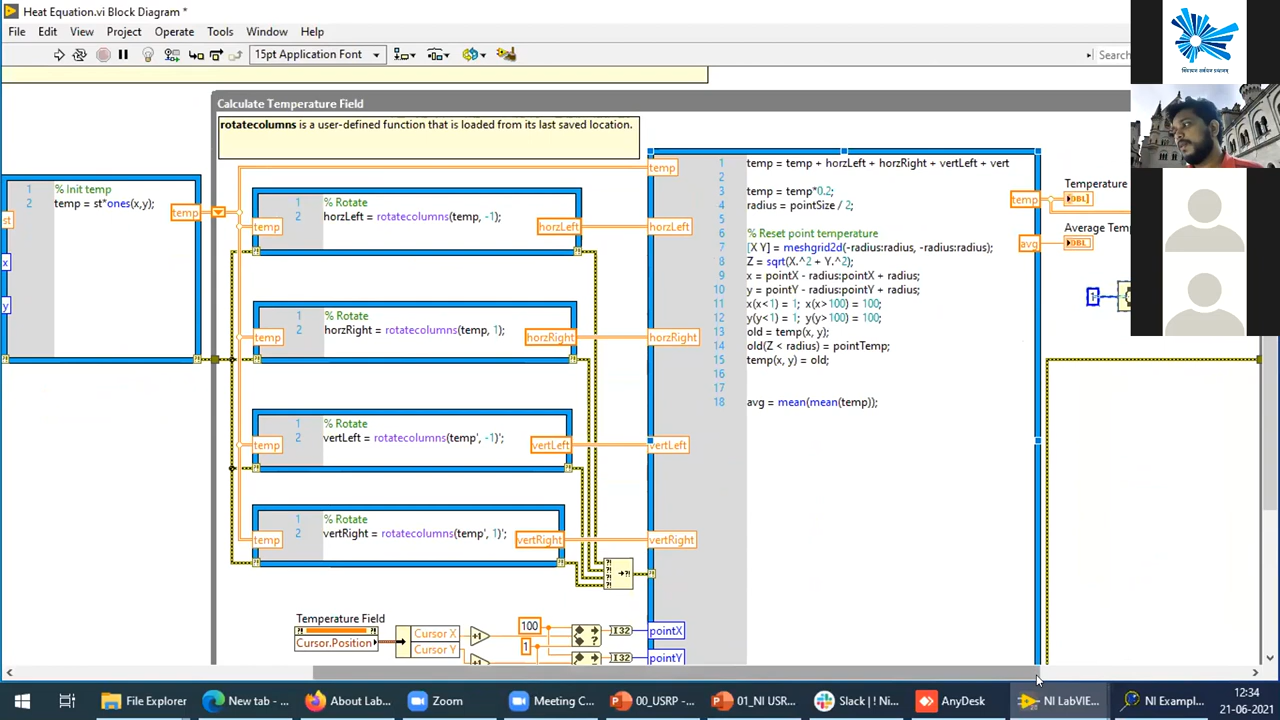 Heat Equation.vi Block Diagram *
File Edit View Project Operate Tools Window Help
15pt Application Font
Search
Calculate Temperature Field
rotatecolumns is a user-defined function that is loaded from its last saved location.
1 % Init temp
2 temp = st*ones(x,y);
st
x
y
temp
1 % Rotate
2 horzLeft = rotatecolumns(temp, -1);
temp
horzLeft
1 % Rotate
2 horzRight = rotatecolumns(temp, 1);
temp
horzRight
1 % Rotate
2 vertLeft = rotatecolumns(temp', -1)';
temp
vertLeft
1 % Rotate
2 vertRight = rotatecolumns(temp', 1)';
temp
vertRight
temp
horzLeft
horzRight
vertLeft
vertRight
pointX
pointY
1 temp = temp + horzLeft + horzRight + vertLeft + vert
2
3 temp = temp*0.2;
4 radius = pointSize / 2;
5
6 % Reset point temperature
7 [X Y] = meshgrid2d(-radius:radius, -radius:radius);
8 Z = sqrt(X.^2 + Y.^2);
9 x = pointX - radius:pointX + radius;
10 y = pointY - radius:pointY + radius;
11 x(x<1) = 1; x(x>100) = 100;
12 y(y<1) = 1; y(y>100) = 100;
13 old = temp(x, y);
14 old(Z < radius) = pointTemp;
15 temp(x, y) = old;
16
17
18 avg = mean(mean(temp));
temp
avg
Temperature
DBL]
Average Temp
DBL
1
Temperature Field
Cursor.Position
Cursor X
Cursor Y
+1
+1
100
1
I32
I32
New tab - ...
About Lab...
Zoom
Meeting C...
00_USRP -...
01_NI USR...
Slack | ! Ni...
AnyDesk
NI LabVIE...
NI Exampl...
12:34
21-06-2021